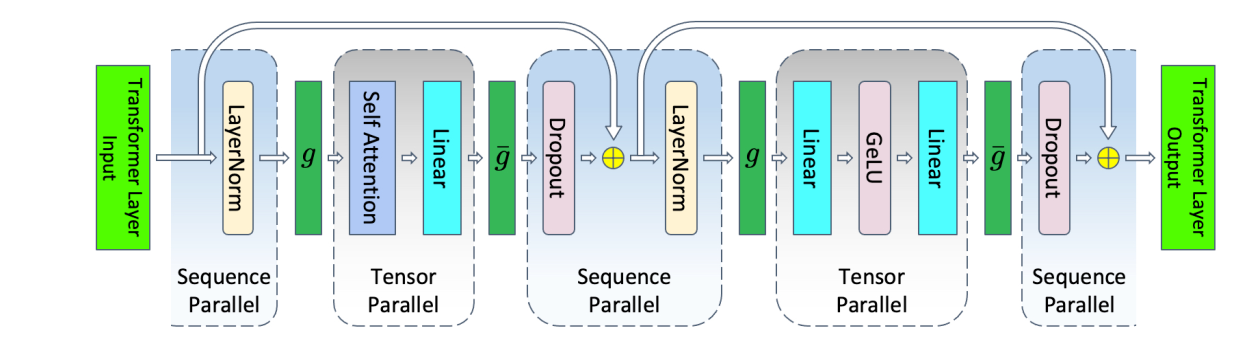 Transformer Layer
Input
LayerNorm
g
Self Attention
Linear
g̅
Dropout
LayerNorm
g
Linear
GeLU
Linear
g̅
Dropout
Transformer Layer
Output
Sequence
Parallel
Tensor
Parallel
Sequence
Parallel
Tensor
Parallel
Sequence
Parallel